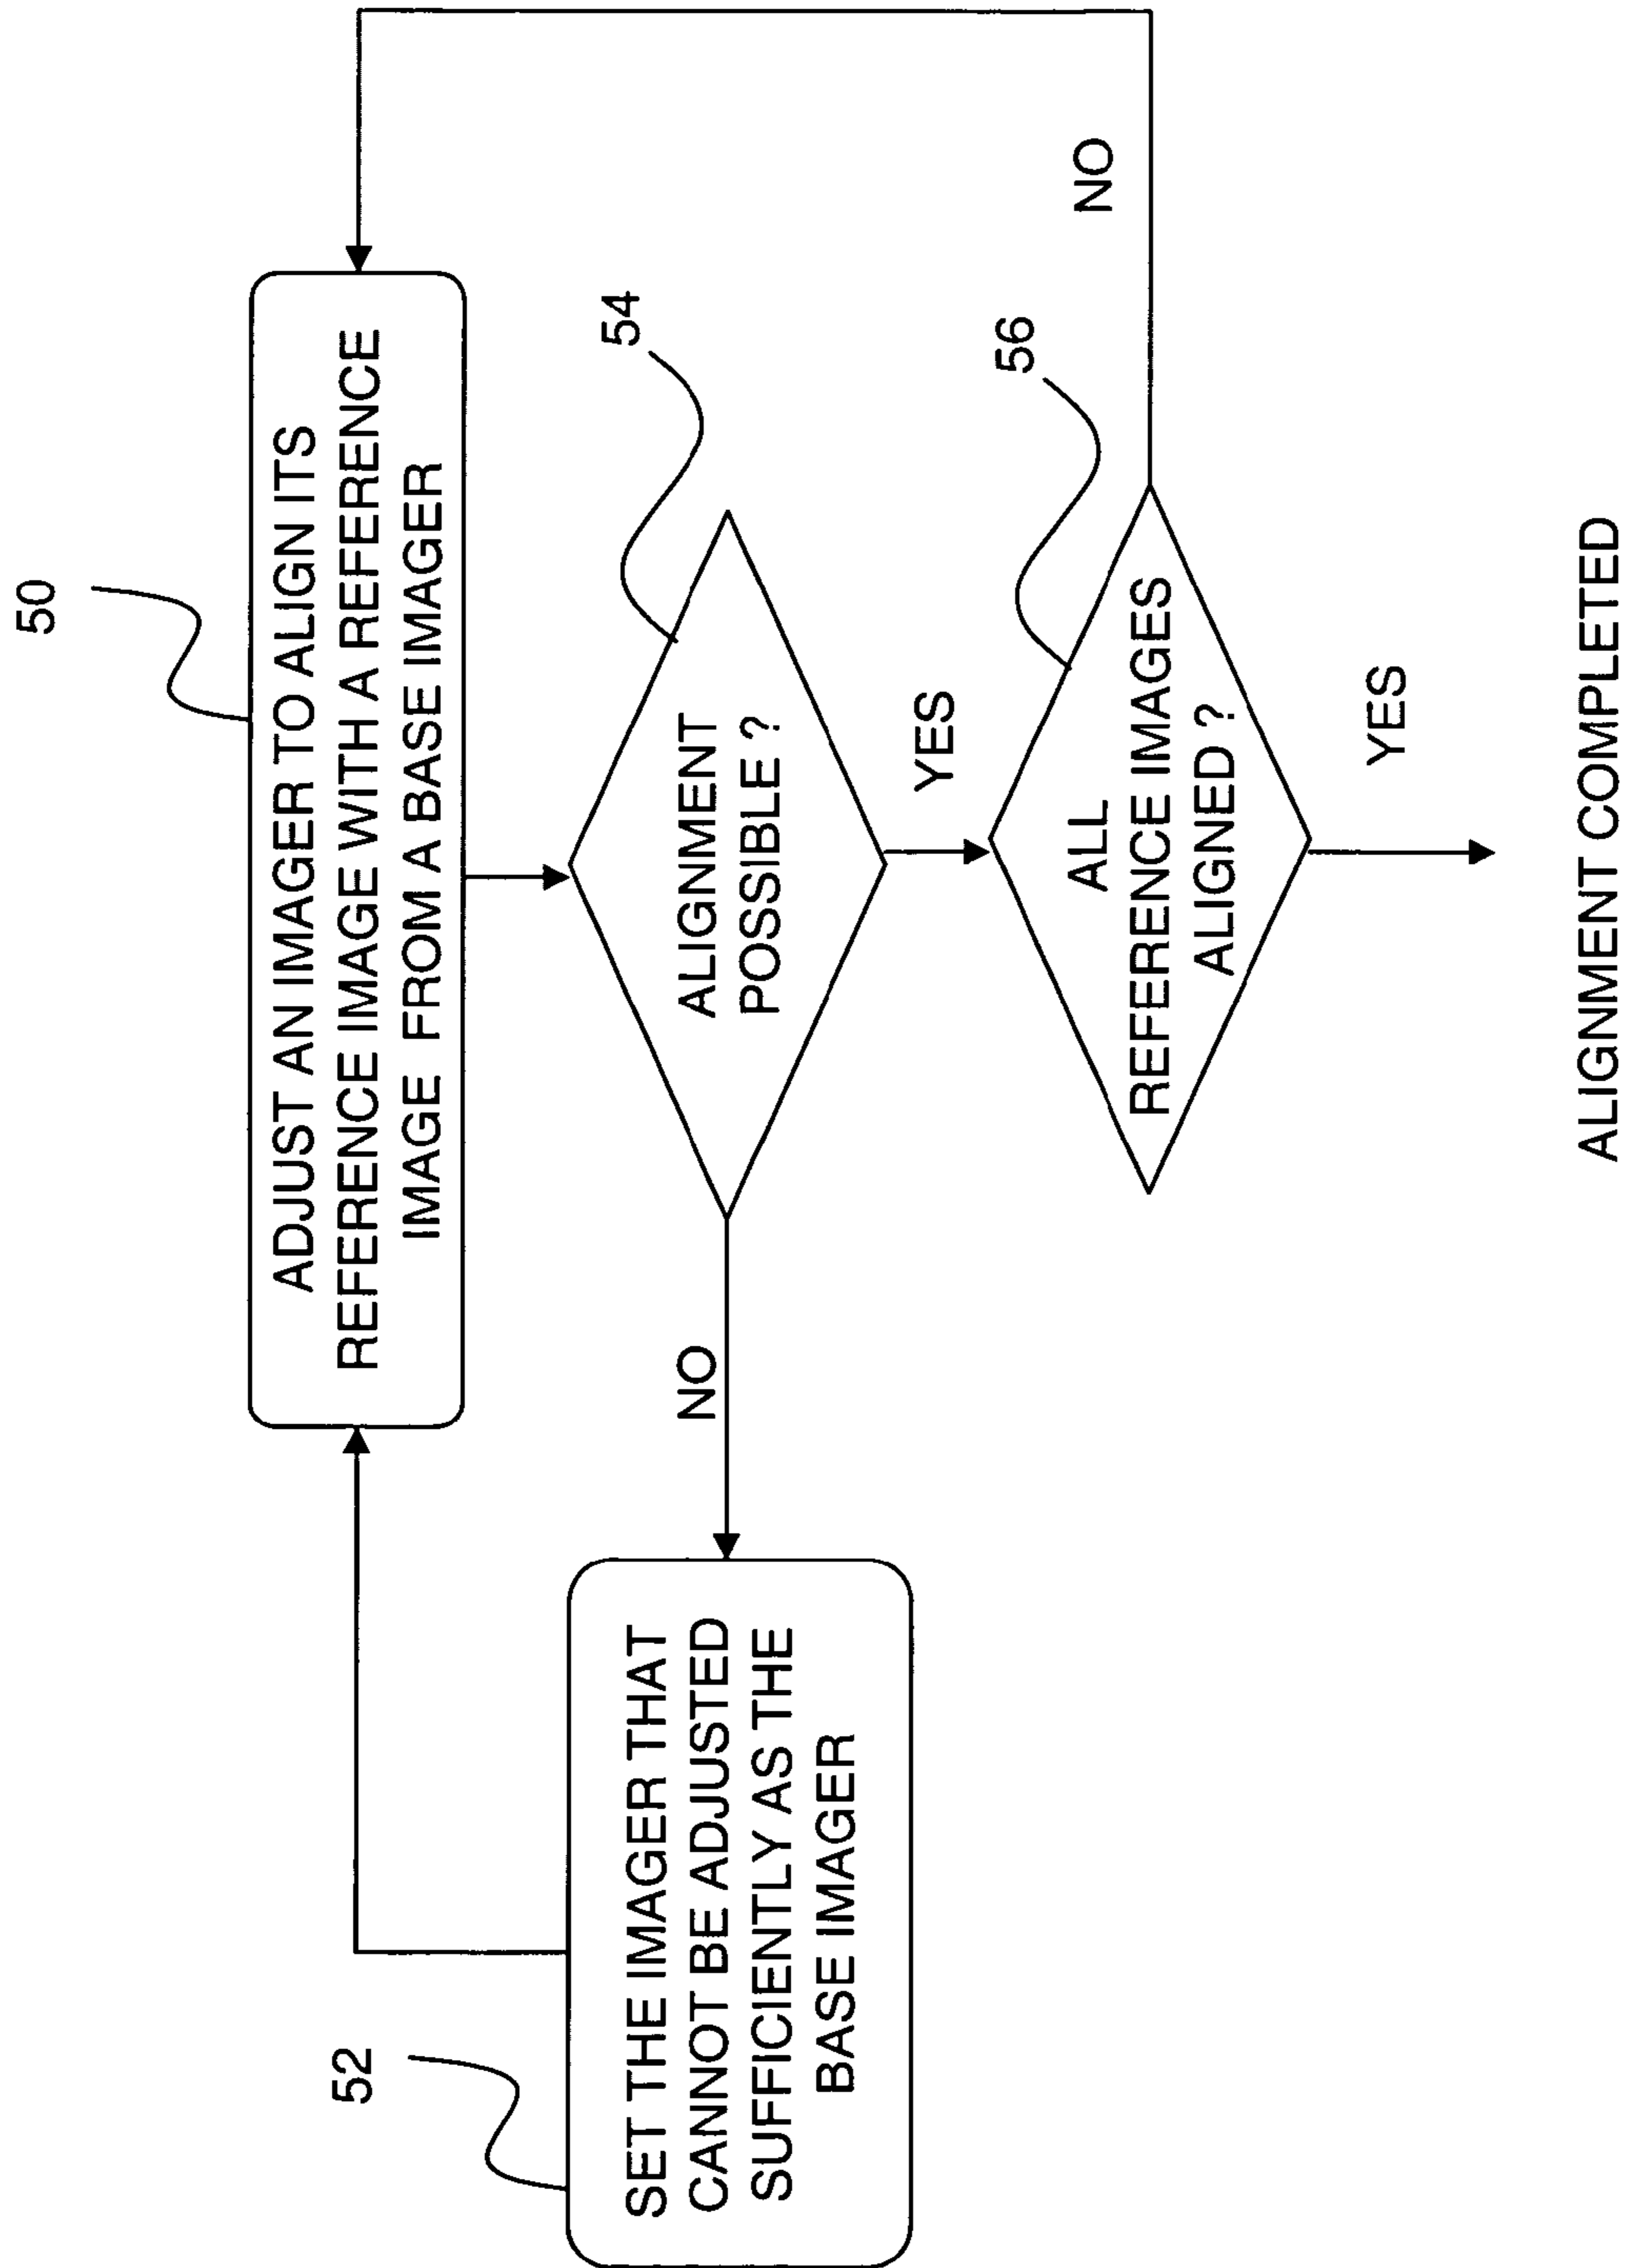 50
ADJUST AN IMAGER TO ALIGN ITS
REFERENCE IMAGE WITH A REFERENCE
IMAGE FROM A BASE IMAGER
52
SET THE IMAGER THAT
CANNOT BE ADJUSTED
SUFFICIENTLY AS THE
BASE IMAGER
NO
54
ALIGNMENT
POSSIBLE ?
YES
56
ALL
REFERENCE IMAGES
ALIGNED ?
NO
YES
ALIGNMENT COMPLETED